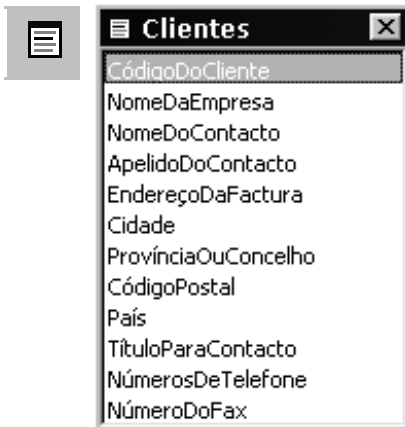 Clientes
CódigoDoCliente
NomeDaEmpresa
NomeDoContacto
ApelidoDoContacto
EndereçoDaFactura
Cidade
ProvínciaOuConcelho
CódigoPostal
País
TítuloParaContacto
NúmerosDeTelefone
NúmeroDoFax